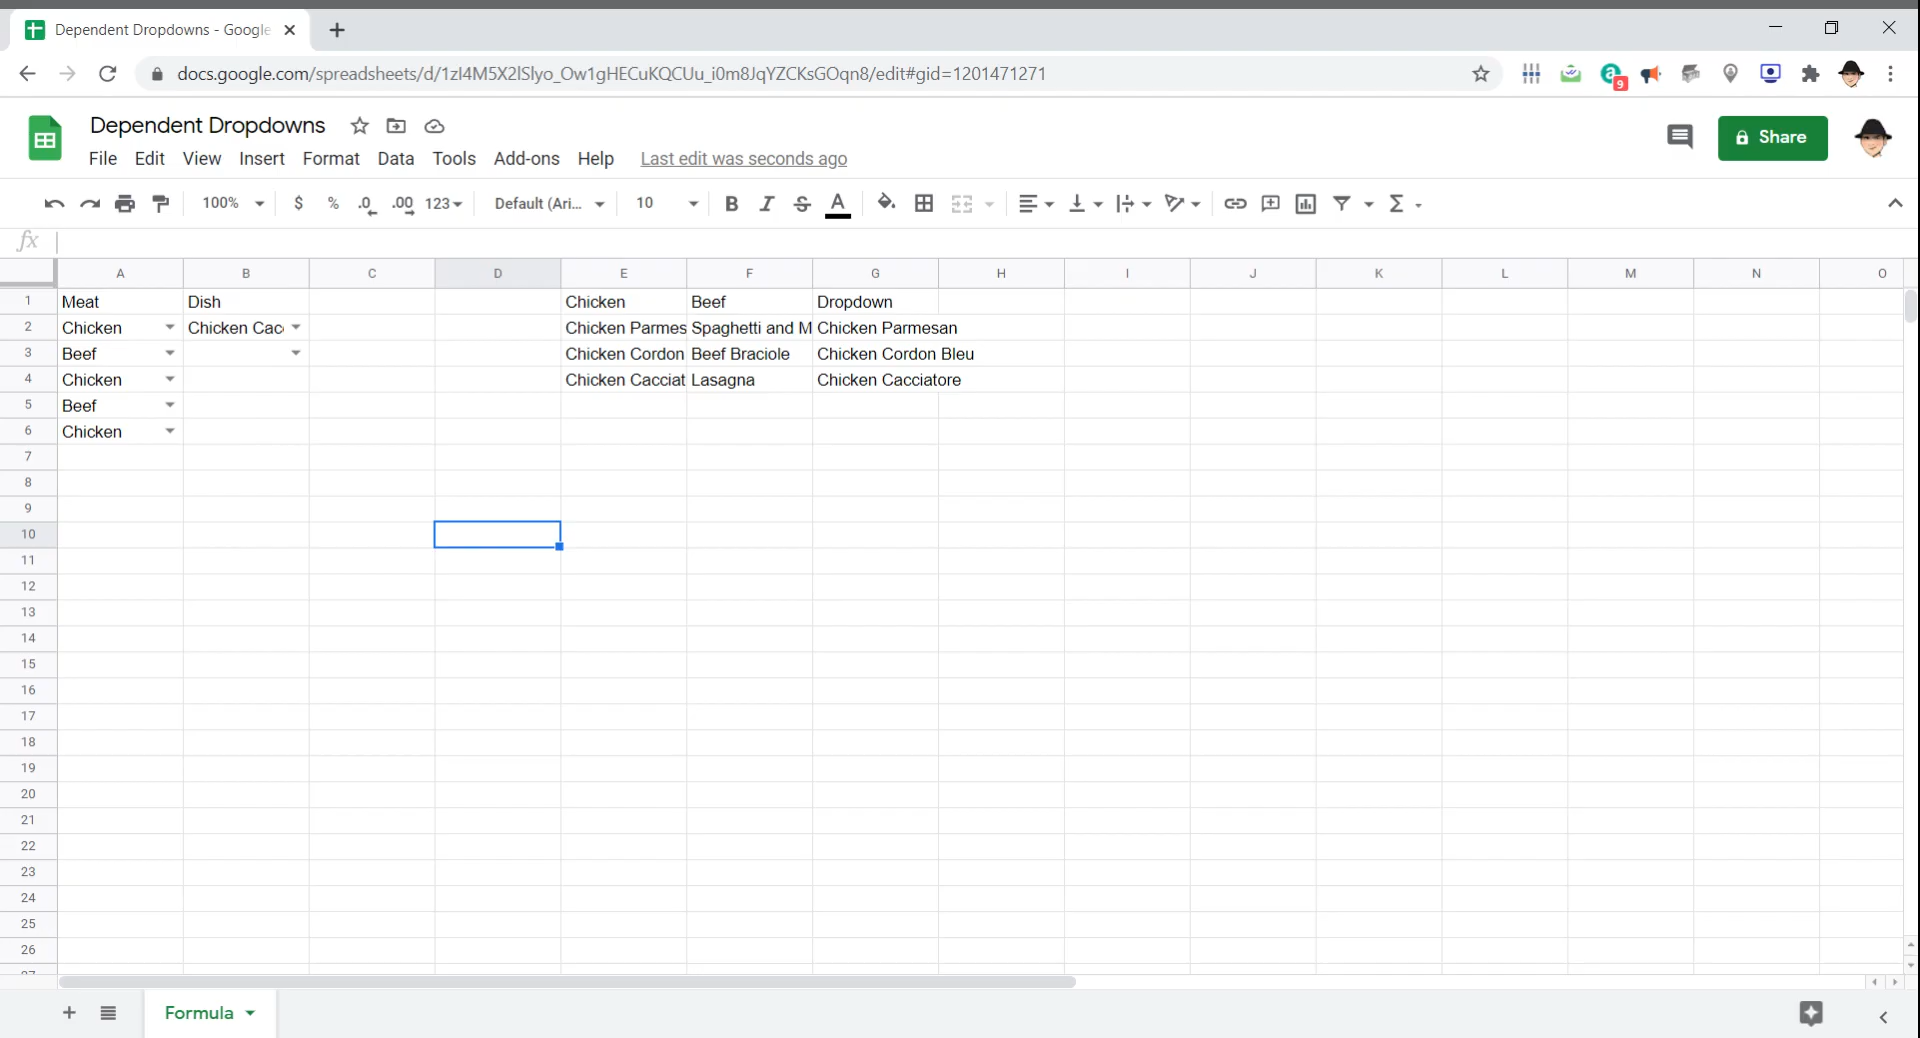 Dependent Dropdowns - Google
docs.google.com/spreadsheets/d/1zI4M5X2lSlyo_Ow1gHECuKQCUu_i0m8JqYZCKsGOqn8/edit#gid=1201471271
9
Dependent Dropdowns
File Edit View Insert Format Data Tools Add-ons Help Last edit was seconds ago
Share
100% $ % .0 .00 123 Default (Ari... 10 B I S A Σ
fx
A B C D E F G H I J K L M N O
1 Meat Dish Chicken Beef Dropdown
2 Chicken Chicken Cacc Chicken Parmes Spaghetti and M Chicken Parmesan
3 Beef Chicken Cordon Beef Braciole Chicken Cordon Bleu
4 Chicken Chicken Cacciat Lasagna Chicken Cacciatore
5 Beef
6 Chicken
7
8
9
10
11
12
13
14
15
16
17
18
19
20
21
22
23
24
25
26
27
Formula